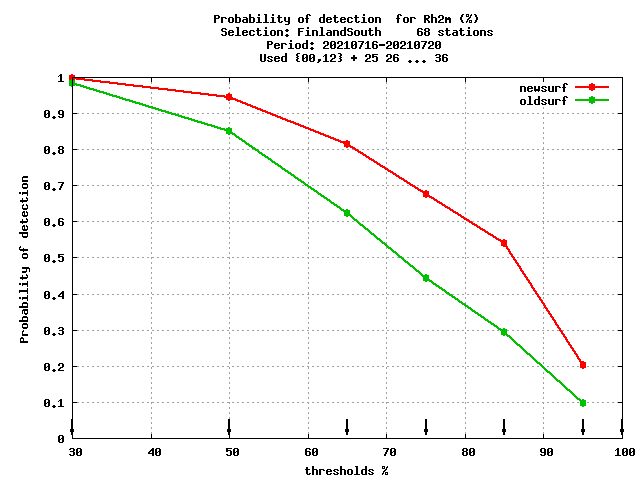 Probability of detection  for Rh2m (%)
Selection: FinlandSouth     68 stations
Period: 20210716-20210720
Used {00,12} + 25 26 ... 36
newsurf
oldsurf
Probability of detection
1
0.9
0.8
0.7
0.6
0.5
0.4
0.3
0.2
0.1
0
30 40 50 60 70 80 90 100
thresholds %